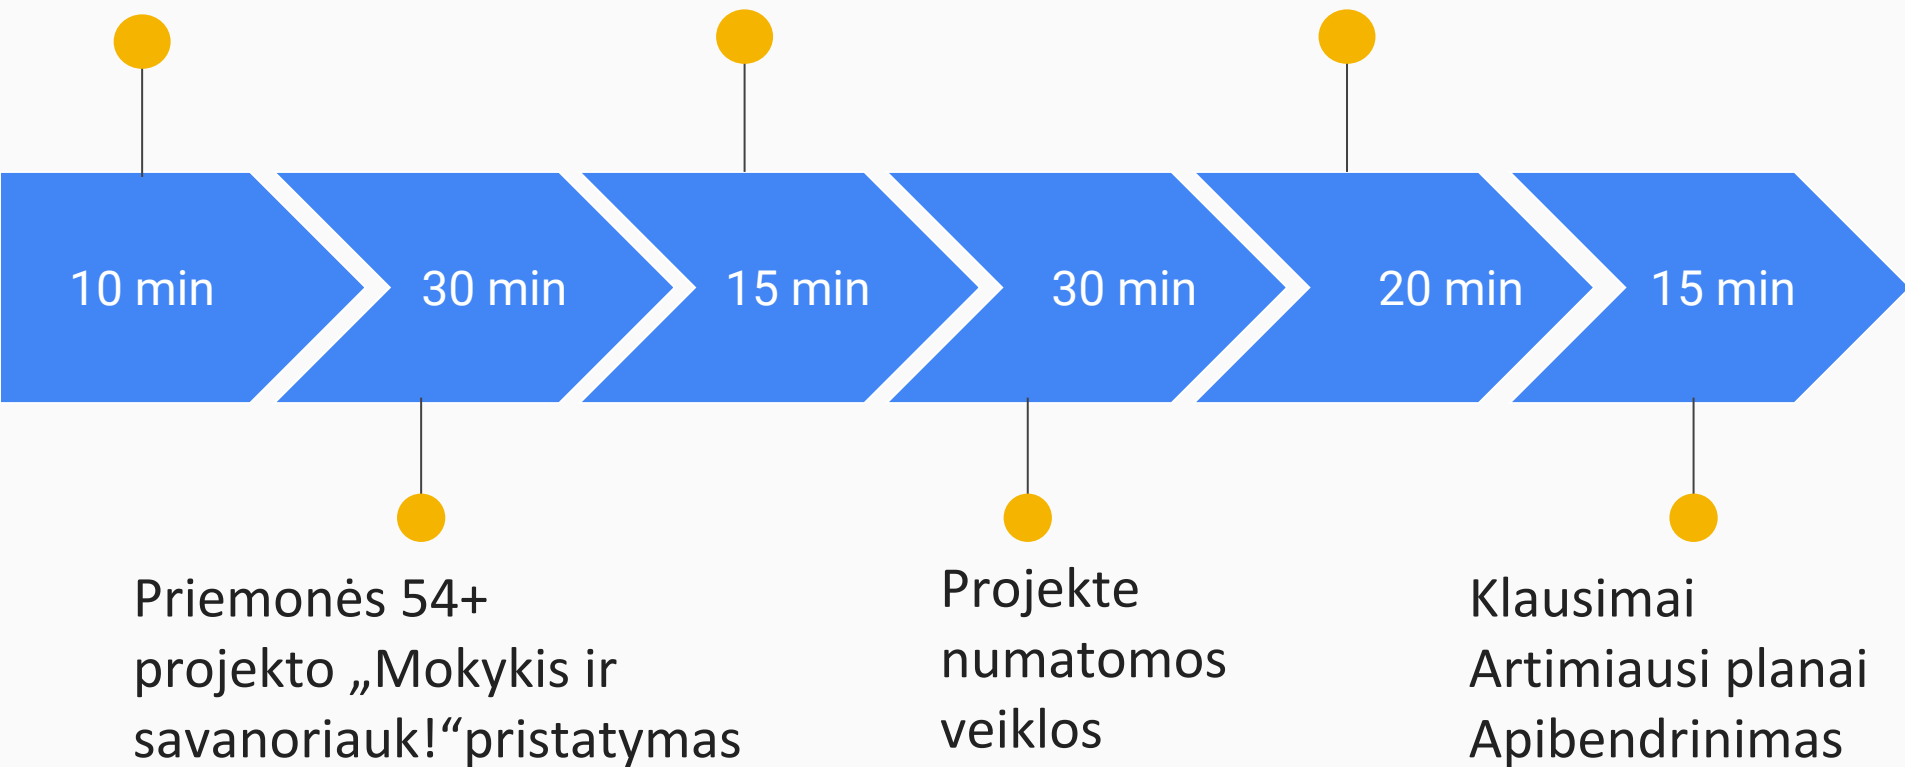 10 min
30 min
15 min
30 min
20 min
15 min
Priemonės 54+
projekto „Mokykis ir
savanoriauk!“pristatymas
Projekte
numatomos
veiklos
Klausimai
Artimiausi planai
Apibendrinimas